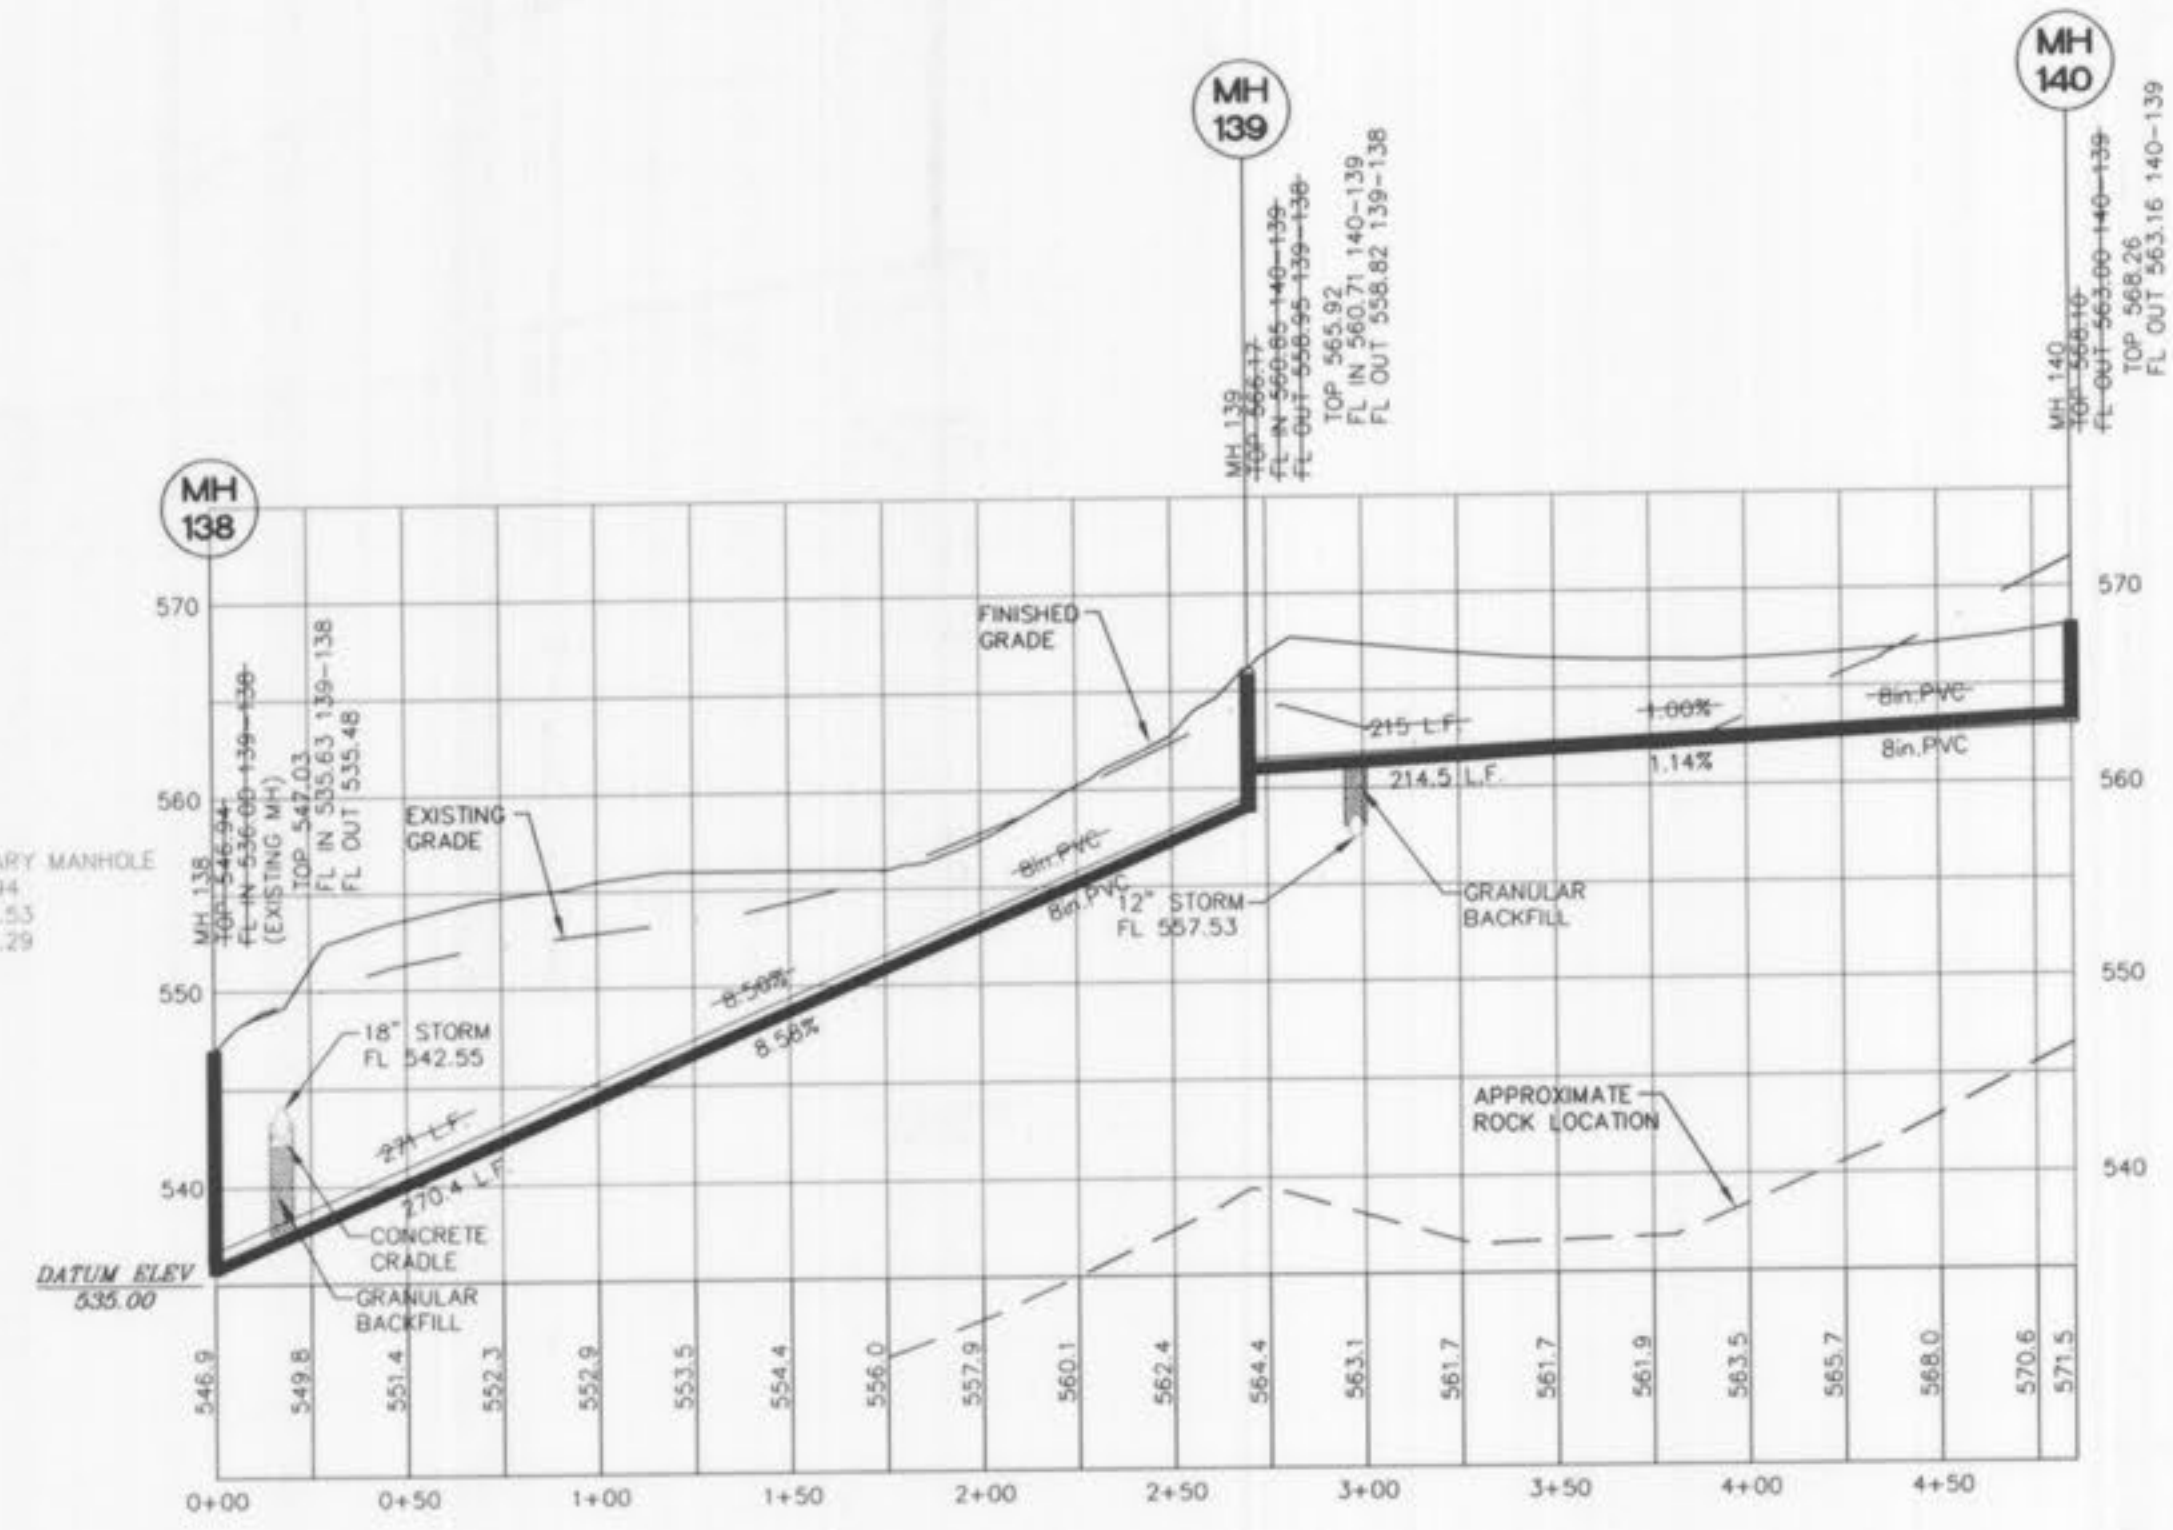 MH
140
MH
139
MH
138
MH 138
TOP 546.94
FL IN 536.00 139-138
(EXISTING MH)
TOP 547.03
FL IN 535.63 139-138
FL OUT 535.48
MH 139
TOP 566.17
FL IN 560.85 140-139
FL OUT 558.95 139-138
TOP 565.92
FL IN 560.71 140-139
FL OUT 558.82 139-138
MH 140
TOP 568.10
FL OUT 563.00 140-139
TOP 568.26
FL OUT 563.16 140-139
570
560
550
540
570
560
550
540
FINISHED
GRADE
EXISTING
GRADE
215 L.F.
1.00%
8in.PVC
214.5 L.F.
1.14%
8in.PVC
8in.PVC
8in.PVC
12" STORM
FL 557.53
GRANULAR
BACKFILL
8.50%
8.58%
18" STORM
FL 542.55
271 L.F.
270.4 L.F.
CONCRETE
CRADLE
GRANULAR
BACKFILL
APPROXIMATE
ROCK LOCATION
ARY MANHOLE
.53
.29
DATUM ELEV
535.00
546.9
549.8
551.4
552.3
552.9
553.5
554.4
556.0
557.9
560.1
562.4
564.4
563.1
561.7
561.7
561.9
563.5
565.7
568.0
570.6
571.5
0+00
0+50
1+00
1+50
2+00
2+50
3+00
3+50
4+00
4+50